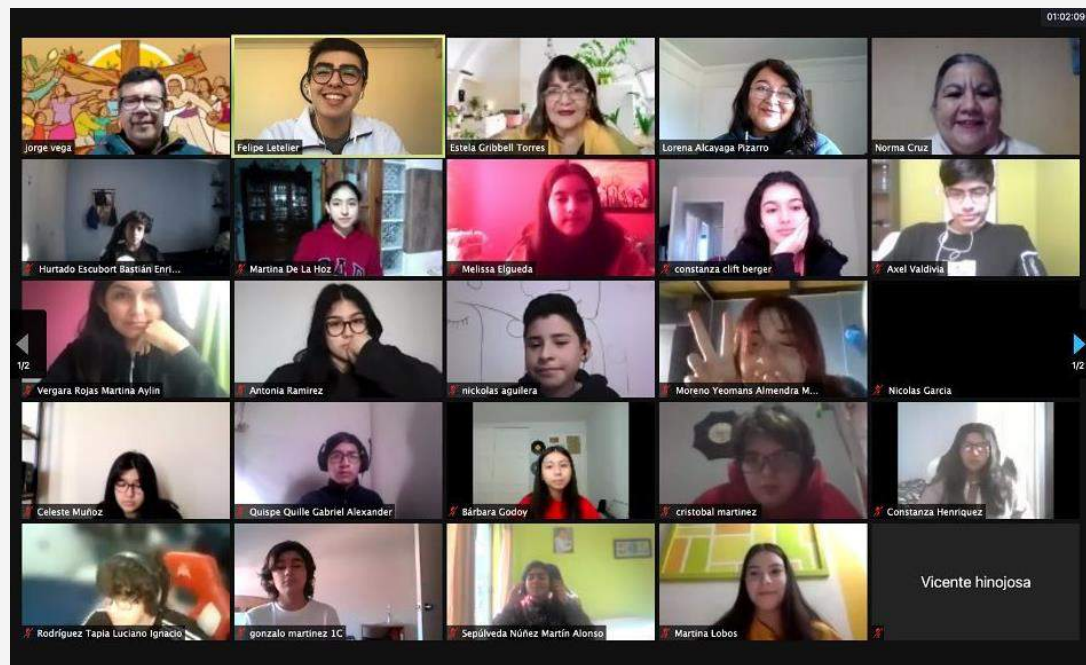 01:02:09
jorge vega
Felipe Letelier
Estela Gribbell Torres
Lorena Alcayaga Pizarro
Norma Cruz
Hurtado Escubort Bastián Enri...
Martina De La Hoz
Melissa Elgueda
constanza clift berger
Axel Valdivia
1/2
Vergara Rojas Martina Aylin
Antonia Ramirez
nickolas aguilera
Moreno Yeomans Almendra M...
Nicolas Garcia
1/2
Celeste Muñoz
Quispe Quille Gabriel Alexander
Bárbara Godoy
cristobal martinez
Constanza Henriquez
Rodríguez Tapia Luciano Ignacio
gonzalo martinez 1C
Sepúlveda Núñez Martín Alonso
Martina Lobos
Vicente hinojosa